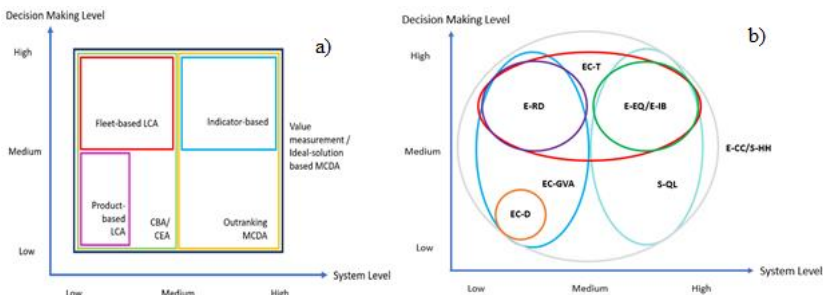 Decision Making Level
High
Medium
Low
a)
Fleet-based LCA
Indicator-based
Product-
based
LCA
CBA/
CEA
Outranking
MCDA
Value
measurement /
Ideal-solution
based MCDA
System Level
Low
Medium
High
Decision Making Level
High
Medium
Low
b)
EC-T
E-RD
E-EQ/E-IB
E-CC/S-HH
EC-GVA
S-QL
EC-D
System Level
Low
Medium
High